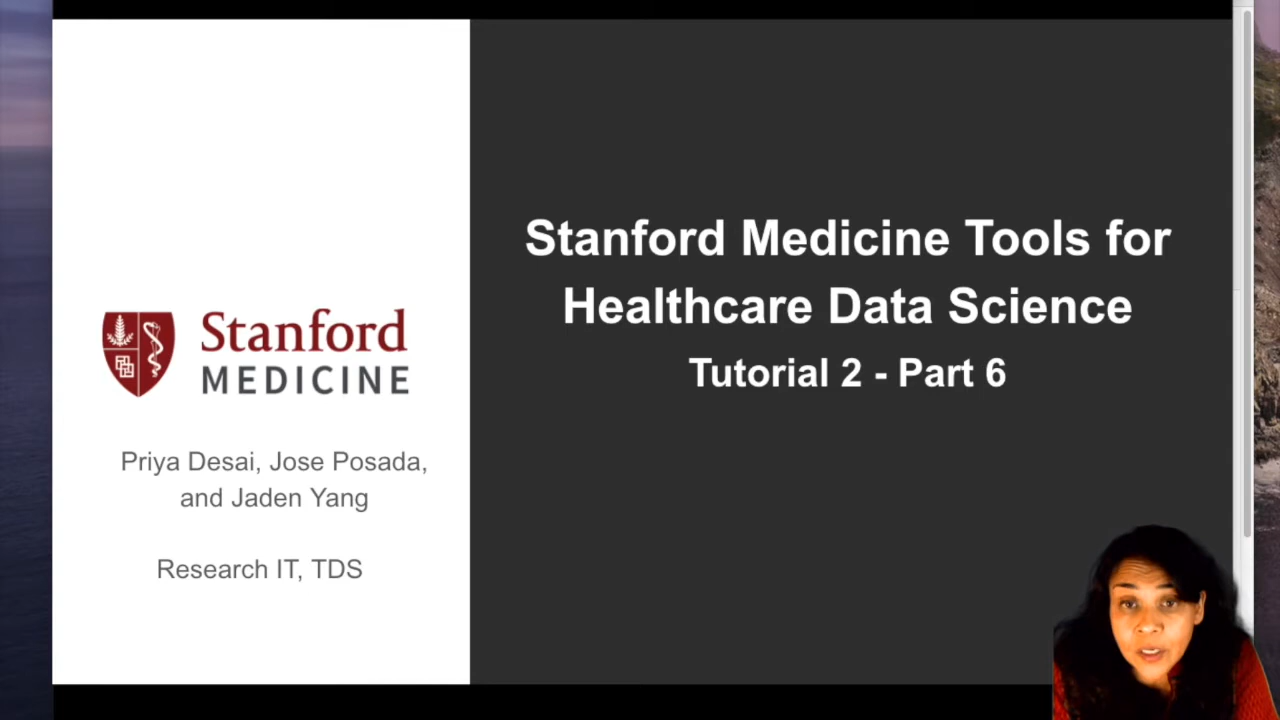 Stanford
MEDICINE
Priya Desai, Jose Posada,
and Jaden Yang
Research IT, TDS
Stanford Medicine Tools for
Healthcare Data Science
Tutorial 2 - Part 6